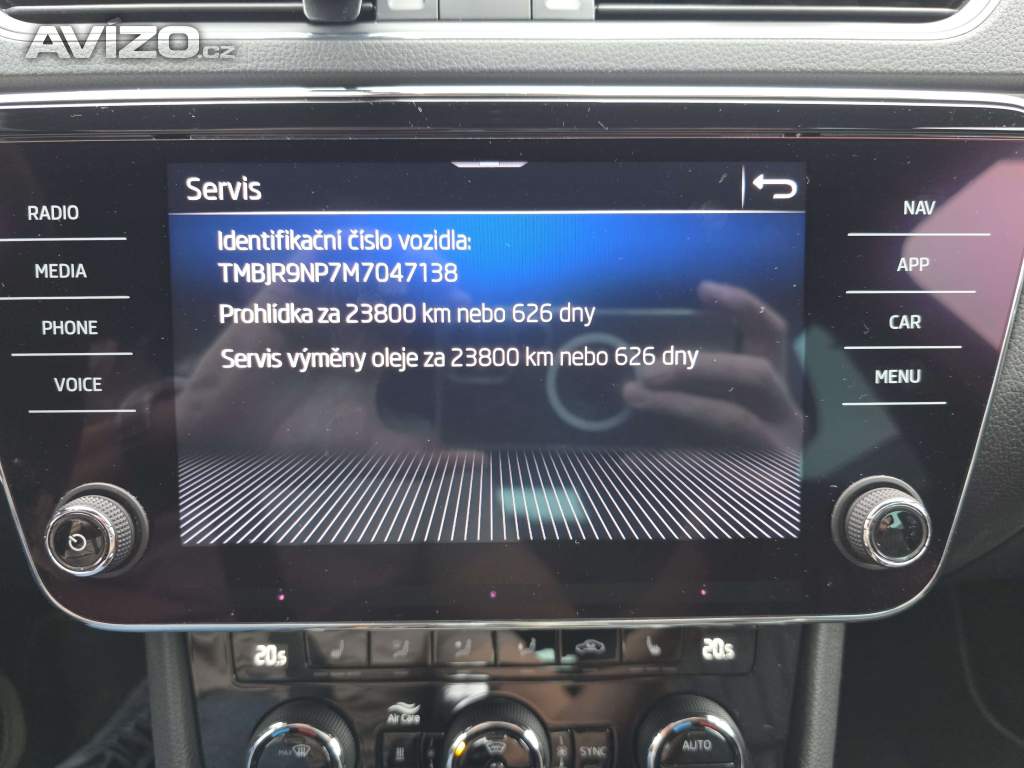 AVÍZO.cz
Servis
RADIO
MEDIA
PHONE
VOICE
Identifikační číslo vozidla:
TMBJR9NP7M7047138
Prohlídka za 23800 km nebo 626 dny
Servis výměny oleje za 23800 km nebo 626 dny
NAV
APP
CAR
MENU
20.5
20.5
Air Care
MAX
SYNC
AUTO